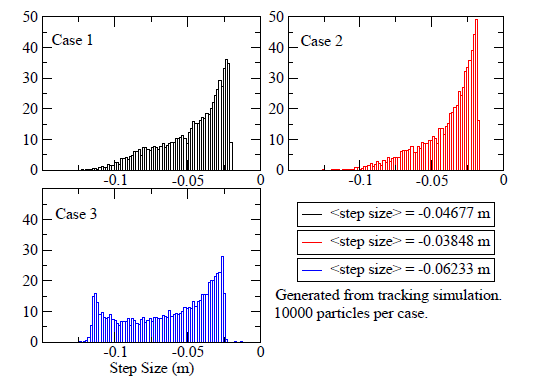 50
40
30
20
10
0
Case 1
-0.1
-0.05
0
50
40
30
20
10
0
Case 2
-0.1
-0.05
0
40
30
20
10
0
Case 3
-0.1
-0.05
0
Step Size (m)
<step size> = -0.04677 m
<step size> = -0.03848 m
<step size> = -0.06233 m
Generated from tracking simulation.
10000 particles per case.